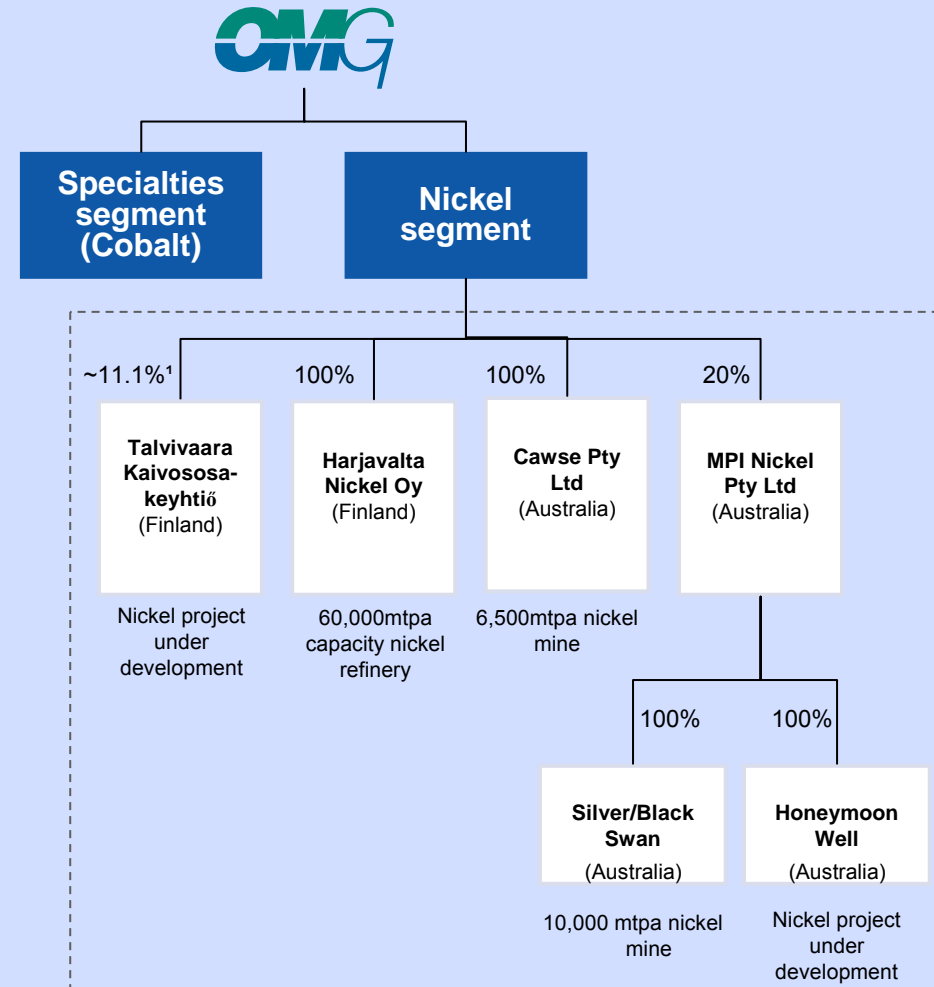 OMG
Specialties
segment
(Cobalt)
Nickel
segment
~11.1%¹
100%
100%
20%
Talvivaara
Kaivososa-
keyhtiö
(Finland)
Harjavalta
Nickel Oy
(Finland)
Cawse Pty
Ltd
(Australia)
MPI Nickel
Pty Ltd
(Australia)
Nickel project
under
development
60,000mtpa
capacity nickel
refinery
6,500mtpa nickel
mine
100%
100%
Silver/Black
Swan
(Australia)
Honeymoon
Well
(Australia)
10,000 mtpa nickel
mine
Nickel project
under
development